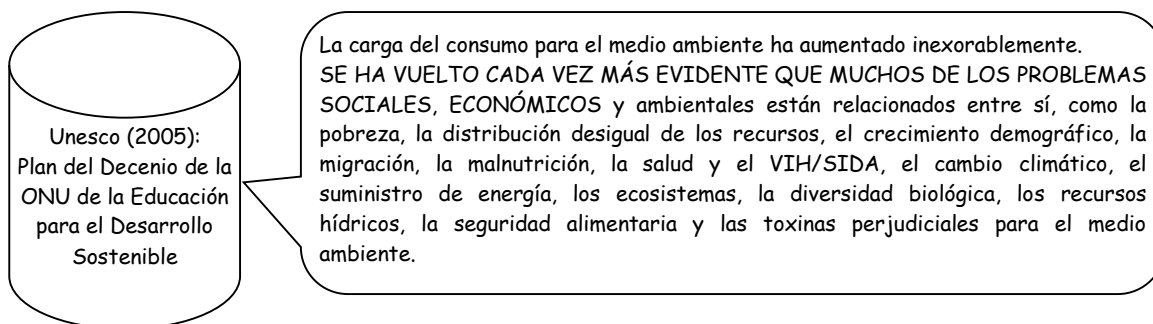 Unesco (2005):
Plan del Decenio de la
ONU de la Educación
para el Desarrollo
Sostenible
La carga del consumo para el medio ambiente ha aumentado inexorablemente.
SE HA VUELTO CADA VEZ MÁS EVIDENTE QUE MUCHOS DE LOS PROBLEMAS
SOCIALES, ECONÓMICOS y ambientales están relacionados entre sí, como la
pobreza, la distribución desigual de los recursos, el crecimiento demográfico, la
migración, la malnutrición, la salud y el VIH/SIDA, el cambio climático, el
suministro de energía, los ecosistemas, la diversidad biológica, los recursos
hídricos, la seguridad alimentaria y las toxinas perjudiciales para el medio
ambiente.